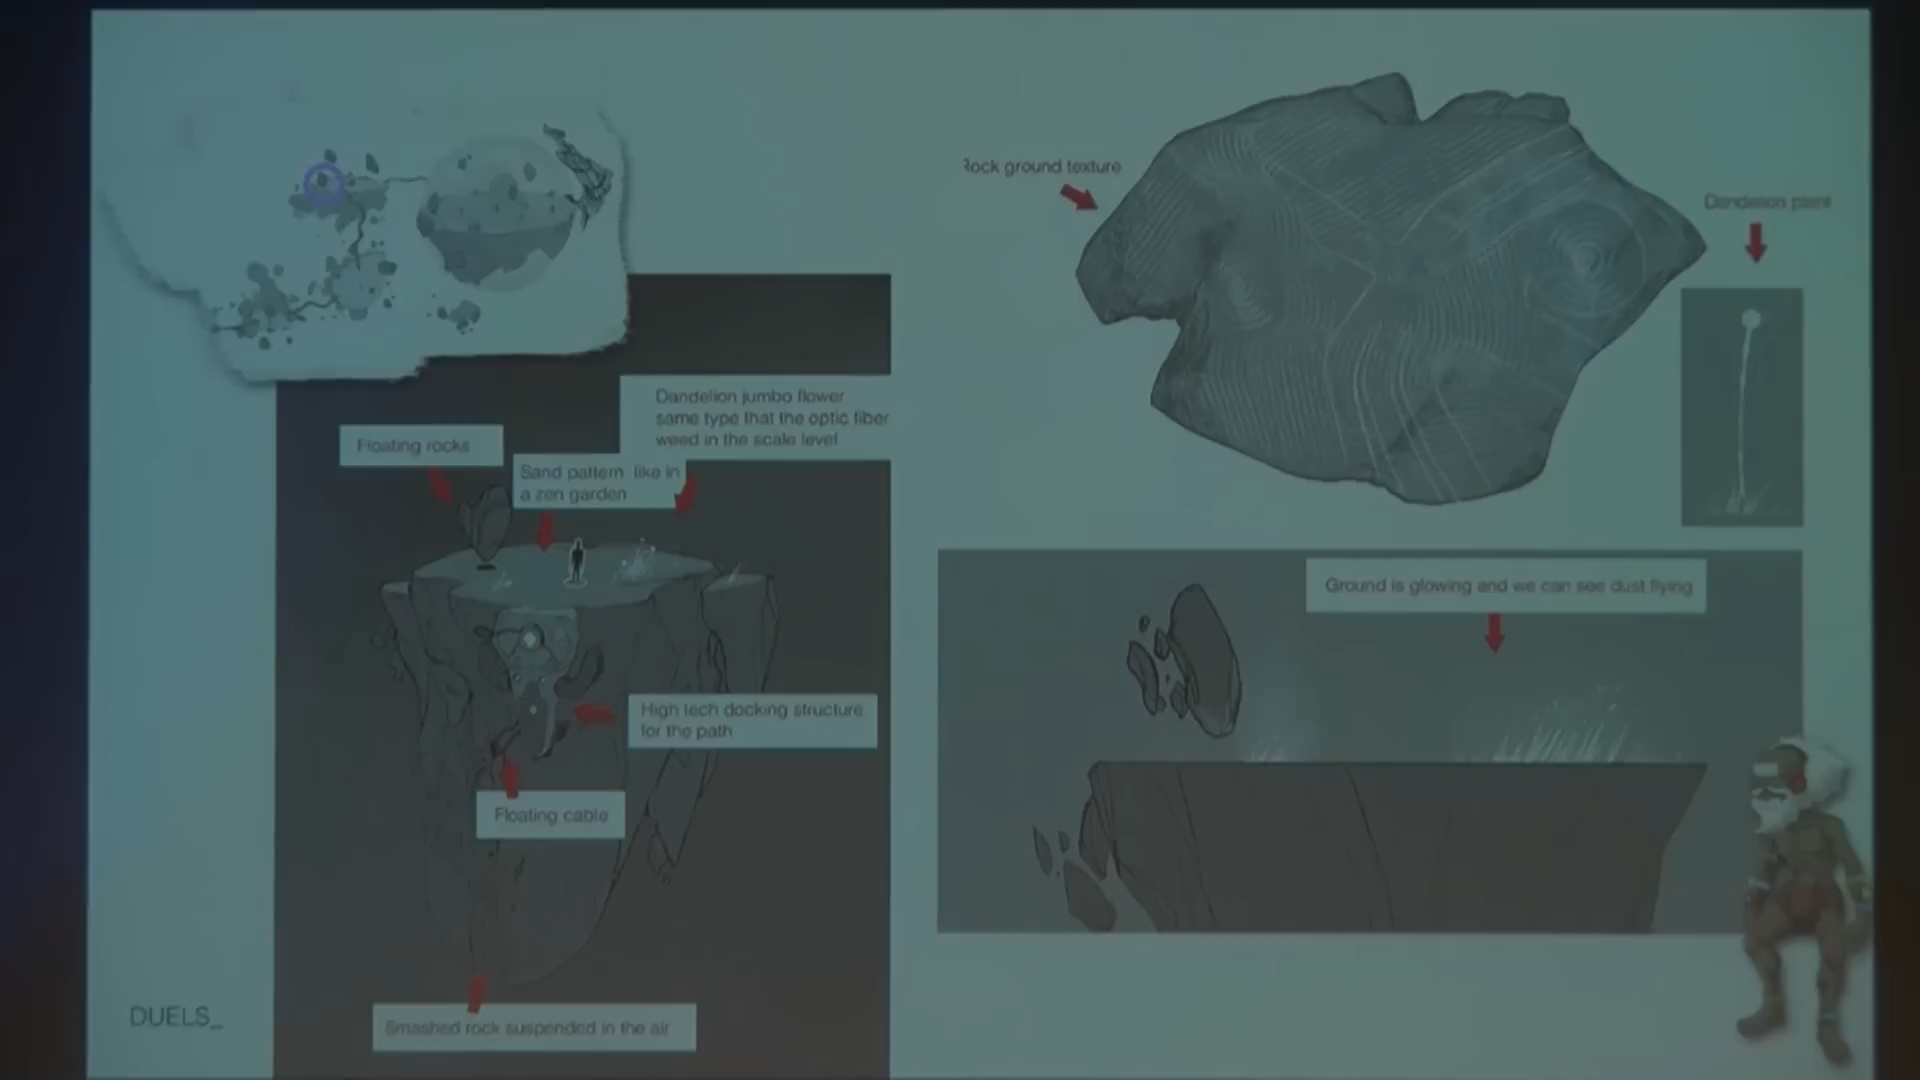 Rock ground texture
Dandelion plant
Dandelion jumbo flower
same type that the optic fiber
weed in the scale level
Floating rocks
Sand pattern like in
a zen garden
Ground is glowing and we can see dust flying
High tech docking structure
for the path
Floating cable
DUELS_
Smashed rock suspended in the air